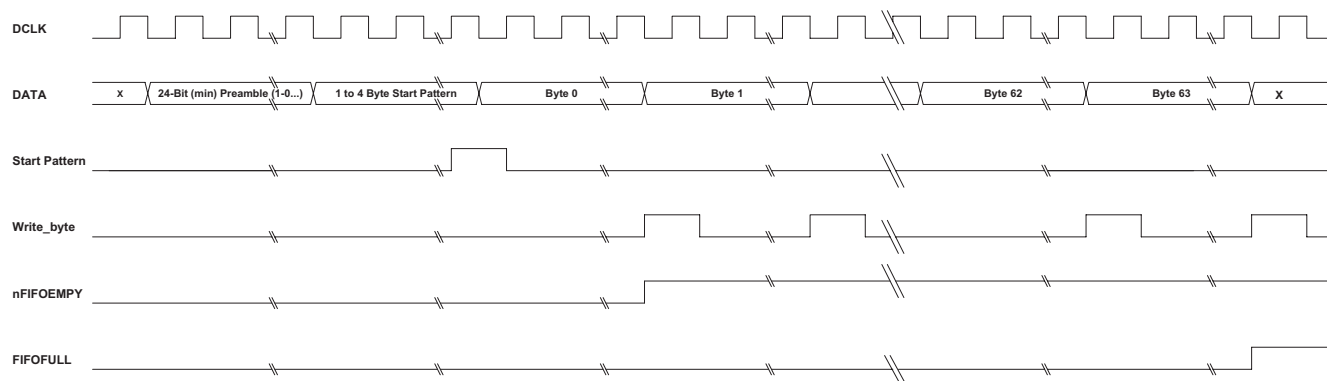 DCLK
DATA
X
24-Bit (min) Preamble (1-0...)
1 to 4 Byte Start Pattern
Byte 0
Byte 1
Byte 62
Byte 63
X
Start Pattern
Write_byte
nFIFOEMPY
FIFOFULL